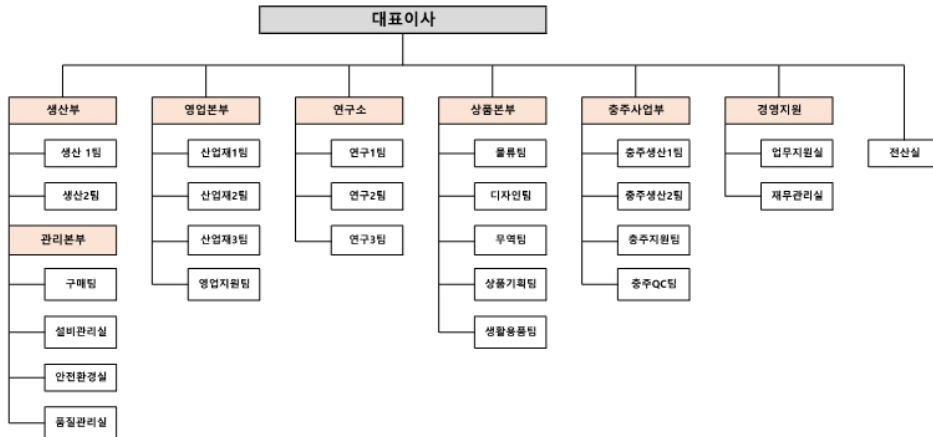 대표이사
생산부
생산 1팀
생산2팀
관리본부
구매팀
설비관리실
안전환경실
품질관리실
영업본부
산업재1팀
산업재2팀
산업재3팀
영업지원팀
연구소
연구1팀
연구2팀
연구3팀
상품본부
물류팀
디자인팀
무역팀
상품기획팀
생활용품팀
충주사업부
충주생산1팀
충주생산2팀
충주지원팀
충주QC팀
경영지원
업무지원실
재무관리실
전산실